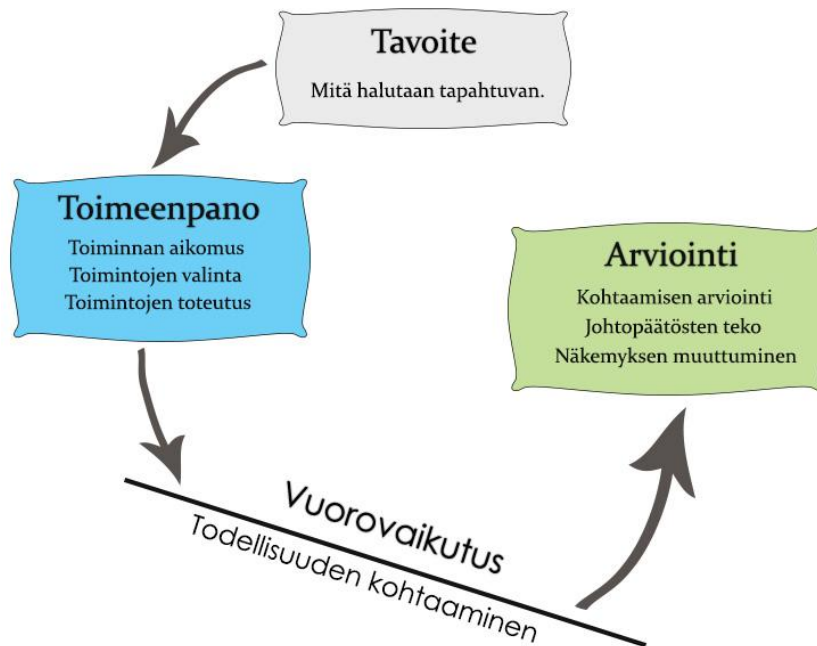 Tavoite
Mitä halutaan tapahtuvan.
Toimeenpano
Toiminnan aikomus
Toimintojen valinta
Toimintojen toteutus
Arviointi
Kohtaamisen arviointi
Johtopäätösten teko
Näkemyksen muuttuminen
Vuorovaikutus
Todellisuuden kohtaaminen